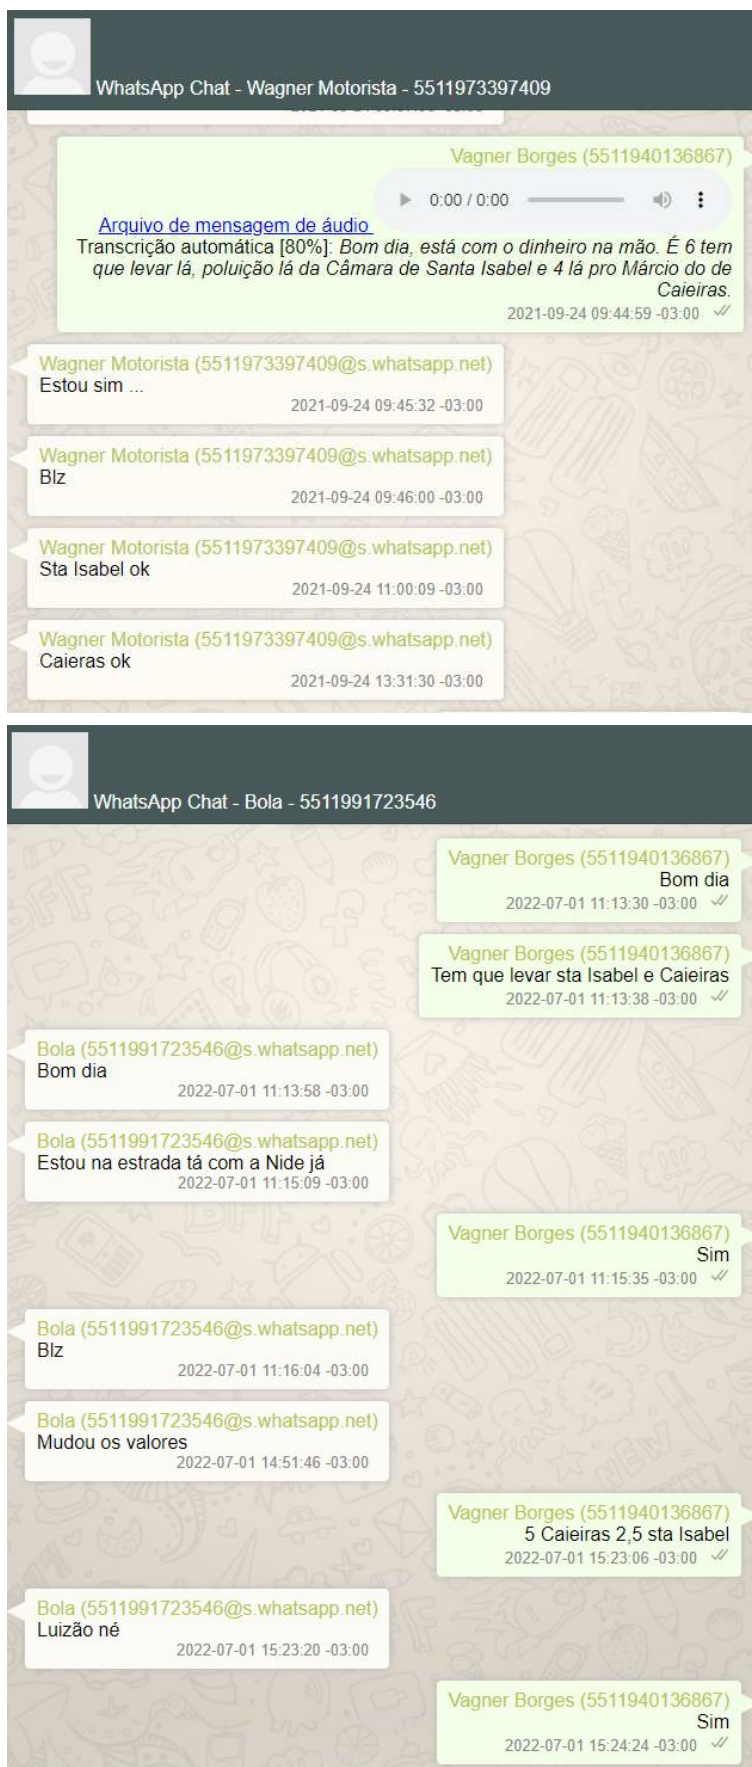 WhatsApp Chat - Wagner Motorista - 5511973397409
Vagner Borges (5511940136867)
0:00 / 0:00
Arquivo de mensagem de áudio
Transcrição automática [80%]: Bom dia, está com o dinheiro na mão. É 6 tem
que levar lá, poluição lá da Câmara de Santa Isabel e 4 lá pro Márcio do de
Caieiras.
2021-09-24 09:44:59 -03:00
Wagner Motorista (5511973397409@s.whatsapp.net)
Estou sim ...
2021-09-24 09:45:32 -03:00
Wagner Motorista (5511973397409@s.whatsapp.net)
Blz
2021-09-24 09:46:00 -03:00
Wagner Motorista (5511973397409@s.whatsapp.net)
Sta Isabel ok
2021-09-24 11:00:09 -03:00
Wagner Motorista (5511973397409@s.whatsapp.net)
Caieras ok
2021-09-24 13:31:30 -03:00
WhatsApp Chat - Bola - 5511991723546
Vagner Borges (5511940136867)
Bom dia
2022-07-01 11:13:30 -03:00
Vagner Borges (5511940136867)
Tem que levar sta Isabel e Caieiras
2022-07-01 11:13:38 -03:00
Bola (5511991723546@s.whatsapp.net)
Bom dia
2022-07-01 11:13:58 -03:00
Bola (5511991723546@s.whatsapp.net)
Estou na estrada tá com a Nide já
2022-07-01 11:15:09 -03:00
Vagner Borges (5511940136867)
Sim
2022-07-01 11:15:35 -03:00
Bola (5511991723546@s.whatsapp.net)
Blz
2022-07-01 11:16:04 -03:00
Bola (5511991723546@s.whatsapp.net)
Mudou os valores
2022-07-01 14:51:46 -03:00
Vagner Borges (5511940136867)
5 Caieiras 2,5 sta Isabel
2022-07-01 15:23:06 -03:00
Bola (5511991723546@s.whatsapp.net)
Luizão né
2022-07-01 15:23:20 -03:00
Vagner Borges (5511940136867)
Sim
2022-07-01 15:24:24 -03:00